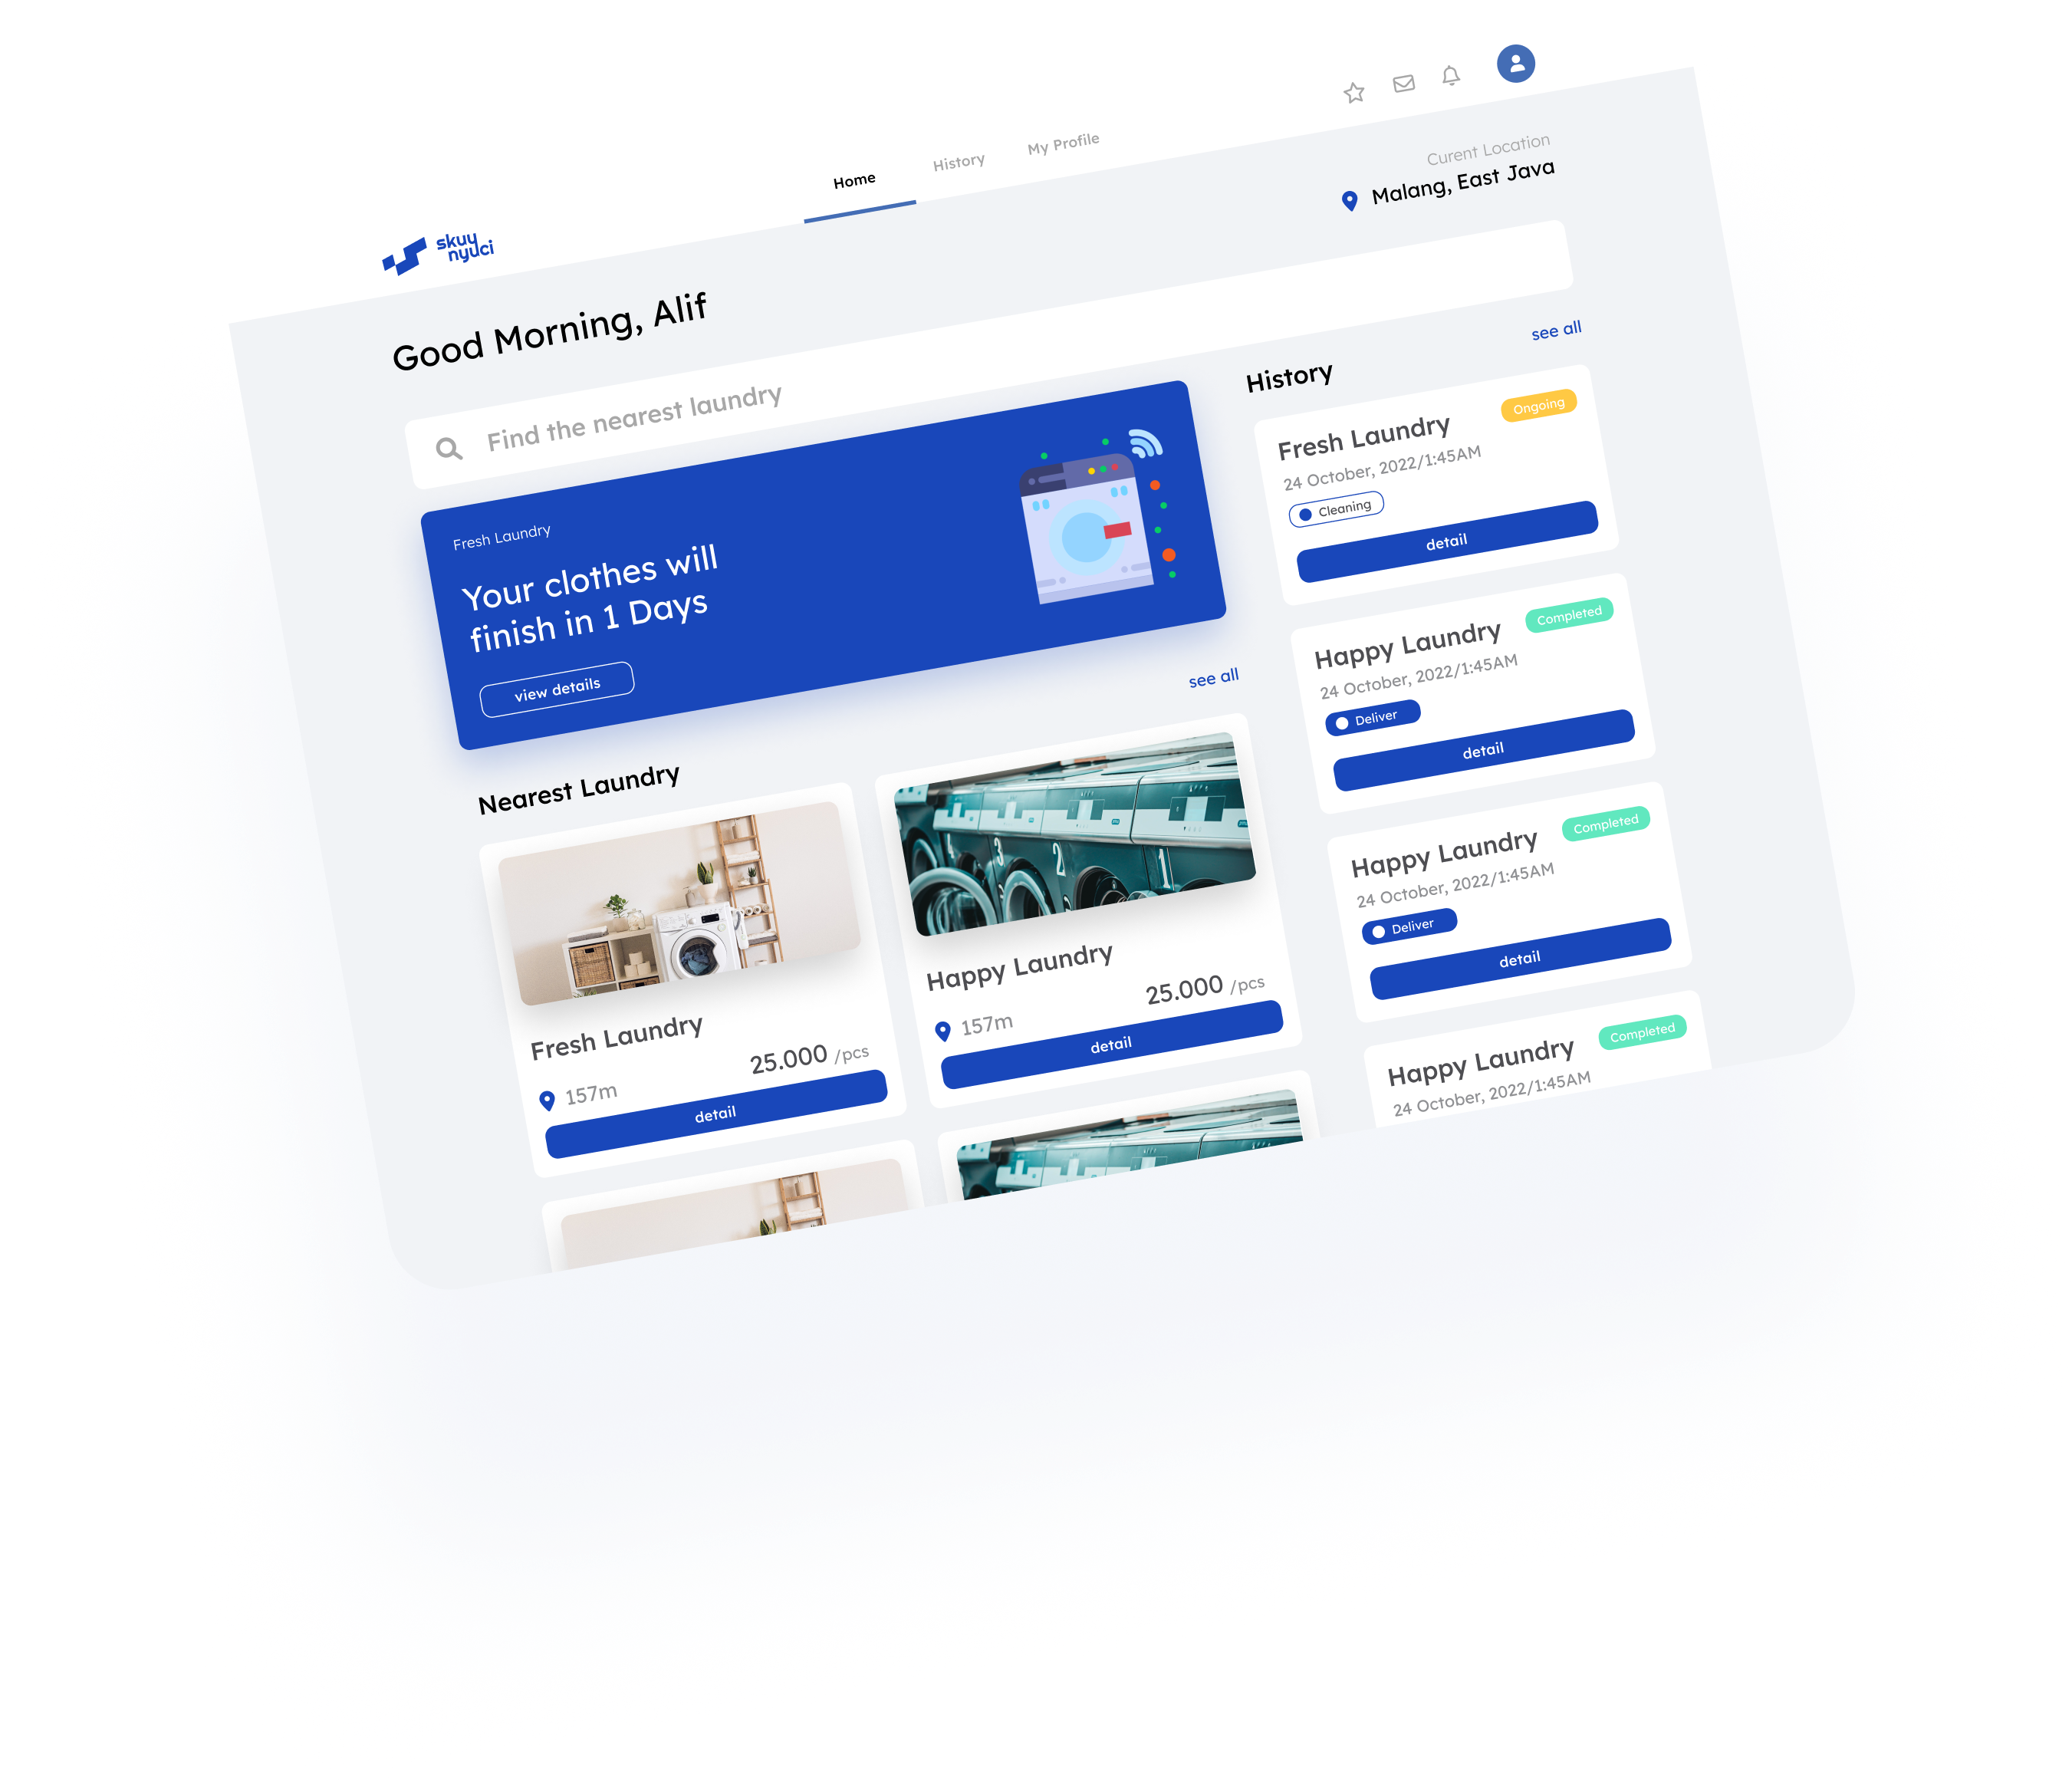 skuy
nyuci
Home
History
My Profile
Curent Location
Malang, East Java
Good Morning, Alif
Find the nearest laundry
Fresh Laundry
Your clothes will
finish in 1 Days
view details
Nearest Laundry
see all
4
3
2
1
Fresh Laundry
157m
25.000 /pcs
detail
Happy Laundry
157m
25.000 /pcs
detail
History
see all
Fresh Laundry
Ongoing
24 October, 2022/1:45AM
Cleaning
detail
Happy Laundry
Completed
24 October, 2022/1:45AM
Deliver
detail
Happy Laundry
Completed
24 October, 2022/1:45AM
Deliver
detail
Happy Laundry
Completed
24 October, 2022/1:45AM